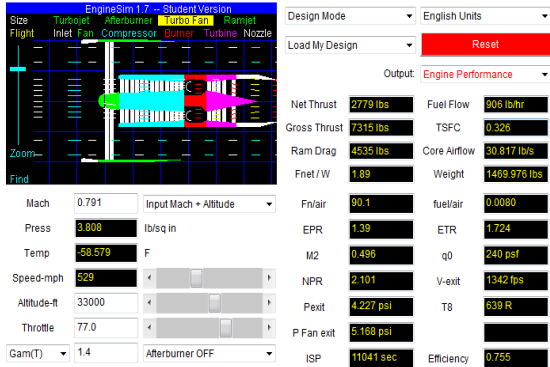 EngineSim 1.7 -- Student Version
Size Turbojet Afterburner Turbo Fan Ramjet
Flight Inlet Fan Compressor Burner Turbine Nozzle
Zoom
Find
Design Mode English Units
Load My Design Reset
Output: Engine Performance
Net Thrust 2779 lbs Fuel Flow 906 lb/hr
Gross Thrust 7315 lbs TSFC 0.326
Ram Drag 4535 lbs Core Airflow 30.817 lb/s
Fnet / W 1.89 Weight 1469.976 lbs
Mach 0.791 Input Mach + Altitude
Press 3.808 lb/sq in
Temp -58.579 F
Speed-mph 529
Altitude-ft 33000
Throttle 77.0
Gam(T) 1.4 Afterburner OFF
Fn/air 90.1 fuel/air 0.0080
EPR 1.39 ETR 1.724
M2 0.496 q0 240 psf
NPR 2.101 V-exit 1342 fps
Pexit 4.227 psi T8 639 R
P Fan exit 5.168 psi
ISP 11041 sec Efficiency 0.755